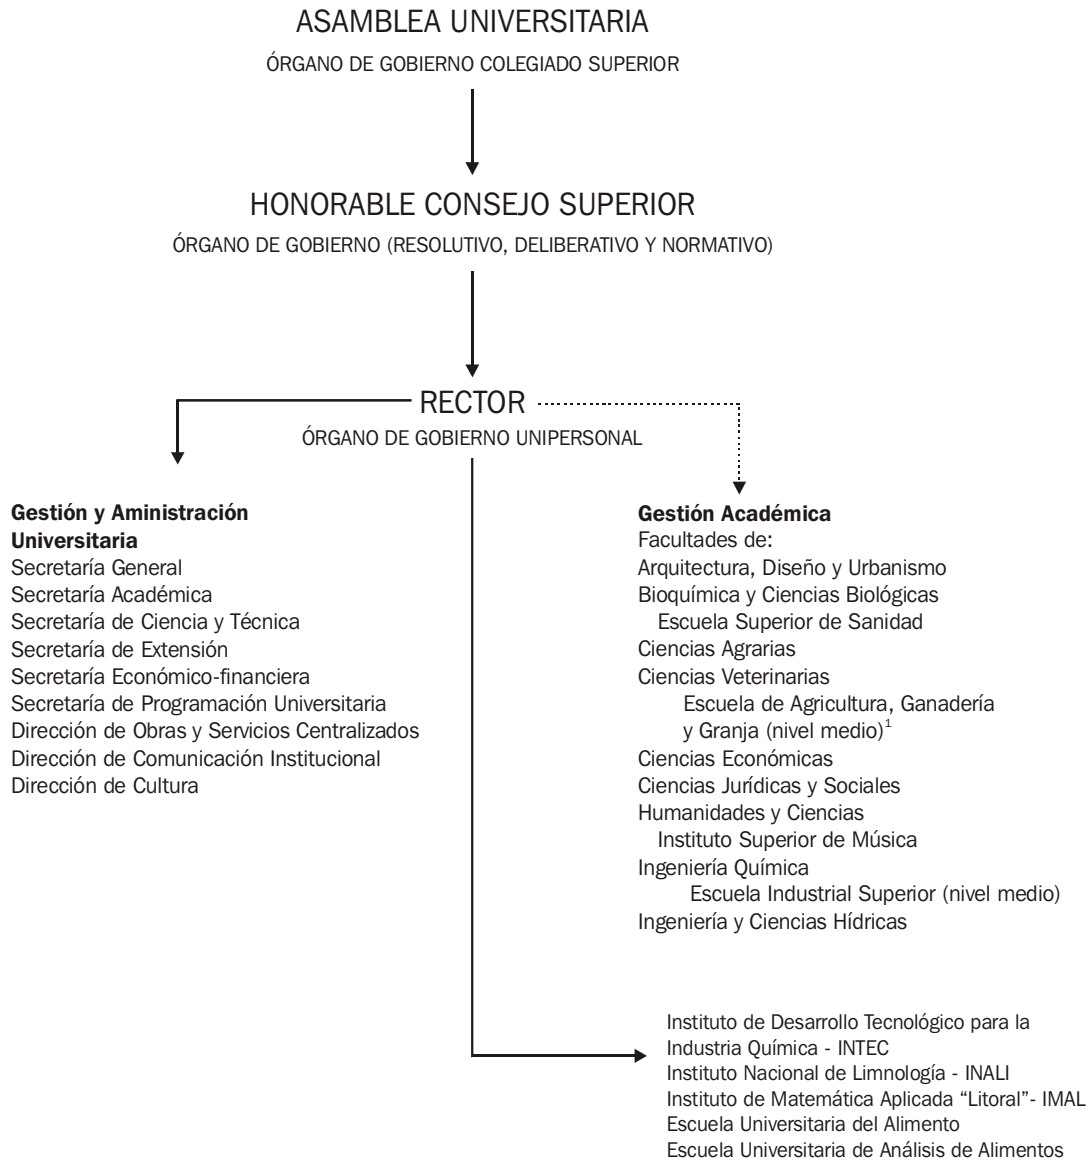 ASAMBLEA UNIVERSITARIA
ÓRGANO DE GOBIERNO COLEGIADO SUPERIOR
HONORABLE CONSEJO SUPERIOR
ÓRGANO DE GOBIERNO (RESOLUTIVO, DELIBERATIVO Y NORMATIVO)
RECTOR
ÓRGANO DE GOBIERNO UNIPERSONAL
Gestión y Aministración
Universitaria
Secretaría General
Secretaría Académica
Secretaría de Ciencia y Técnica
Secretaría de Extensión
Secretaría Económico-financiera
Secretaría de Programación Universitaria
Dirección de Obras y Servicios Centralizados
Dirección de Comunicación Institucional
Dirección de Cultura
Gestión Académica
Facultades de:
Arquitectura, Diseño y Urbanismo
Bioquímica y Ciencias Biológicas
Escuela Superior de Sanidad
Ciencias Agrarias
Ciencias Veterinarias
Escuela de Agricultura, Ganadería
y Granja (nivel medio)¹
Ciencias Económicas
Ciencias Jurídicas y Sociales
Humanidades y Ciencias
Instituto Superior de Música
Ingeniería Química
Escuela Industrial Superior (nivel medio)
Ingeniería y Ciencias Hídricas
Instituto de Desarrollo Tecnológico para la
Industria Química - INTEC
Instituto Nacional de Limnología - INALI
Instituto de Matemática Aplicada “Litoral”- IMAL
Escuela Universitaria del Alimento
Escuela Universitaria de Análisis de Alimentos